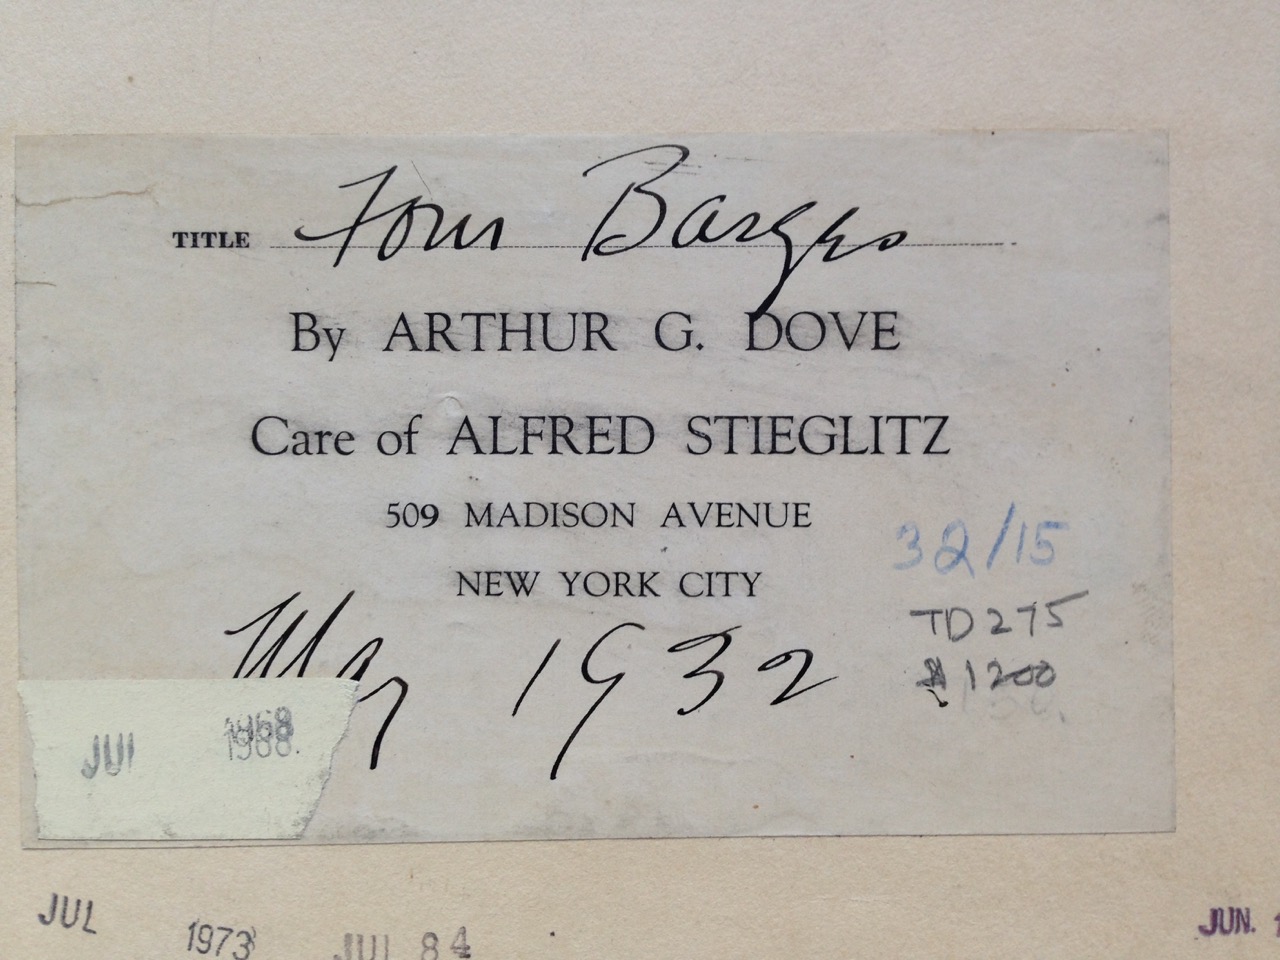 TITLE Four Barges
By ARTHUR G. DOVE
Care of ALFRED STIEGLITZ
509 MADISON AVENUE
NEW YORK CITY
32/15
TD275
$1200
May 1932
JUL 1968
JUL 1973
JUL 84
JUN.